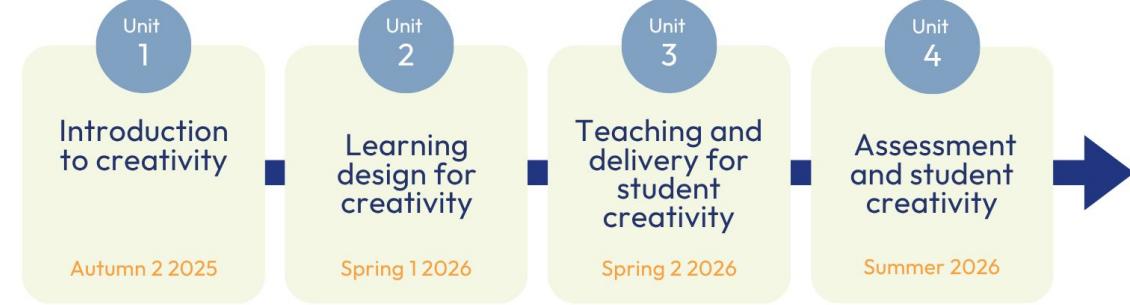 Unit
1
Introduction
to creativity
Autumn 2 2025
Unit
2
Learning
design for
creativity
Spring 1 2026
Unit
3
Teaching and
delivery for
student
creativity
Spring 2 2026
Unit
4
Assessment
and student
creativity
Summer 2026